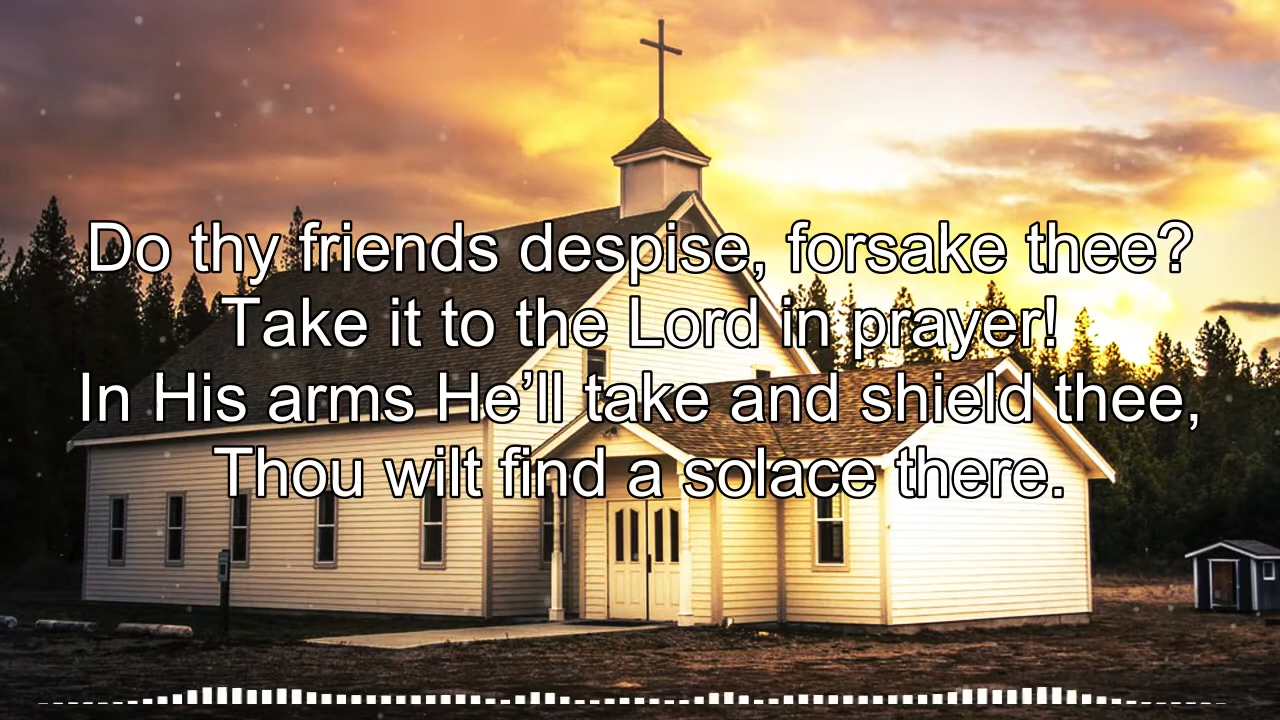 Do thy friends despise, forsake thee?
Take it to the Lord in prayer!
In His arms He’ll take and shield thee,
Thou wilt find a solace there.